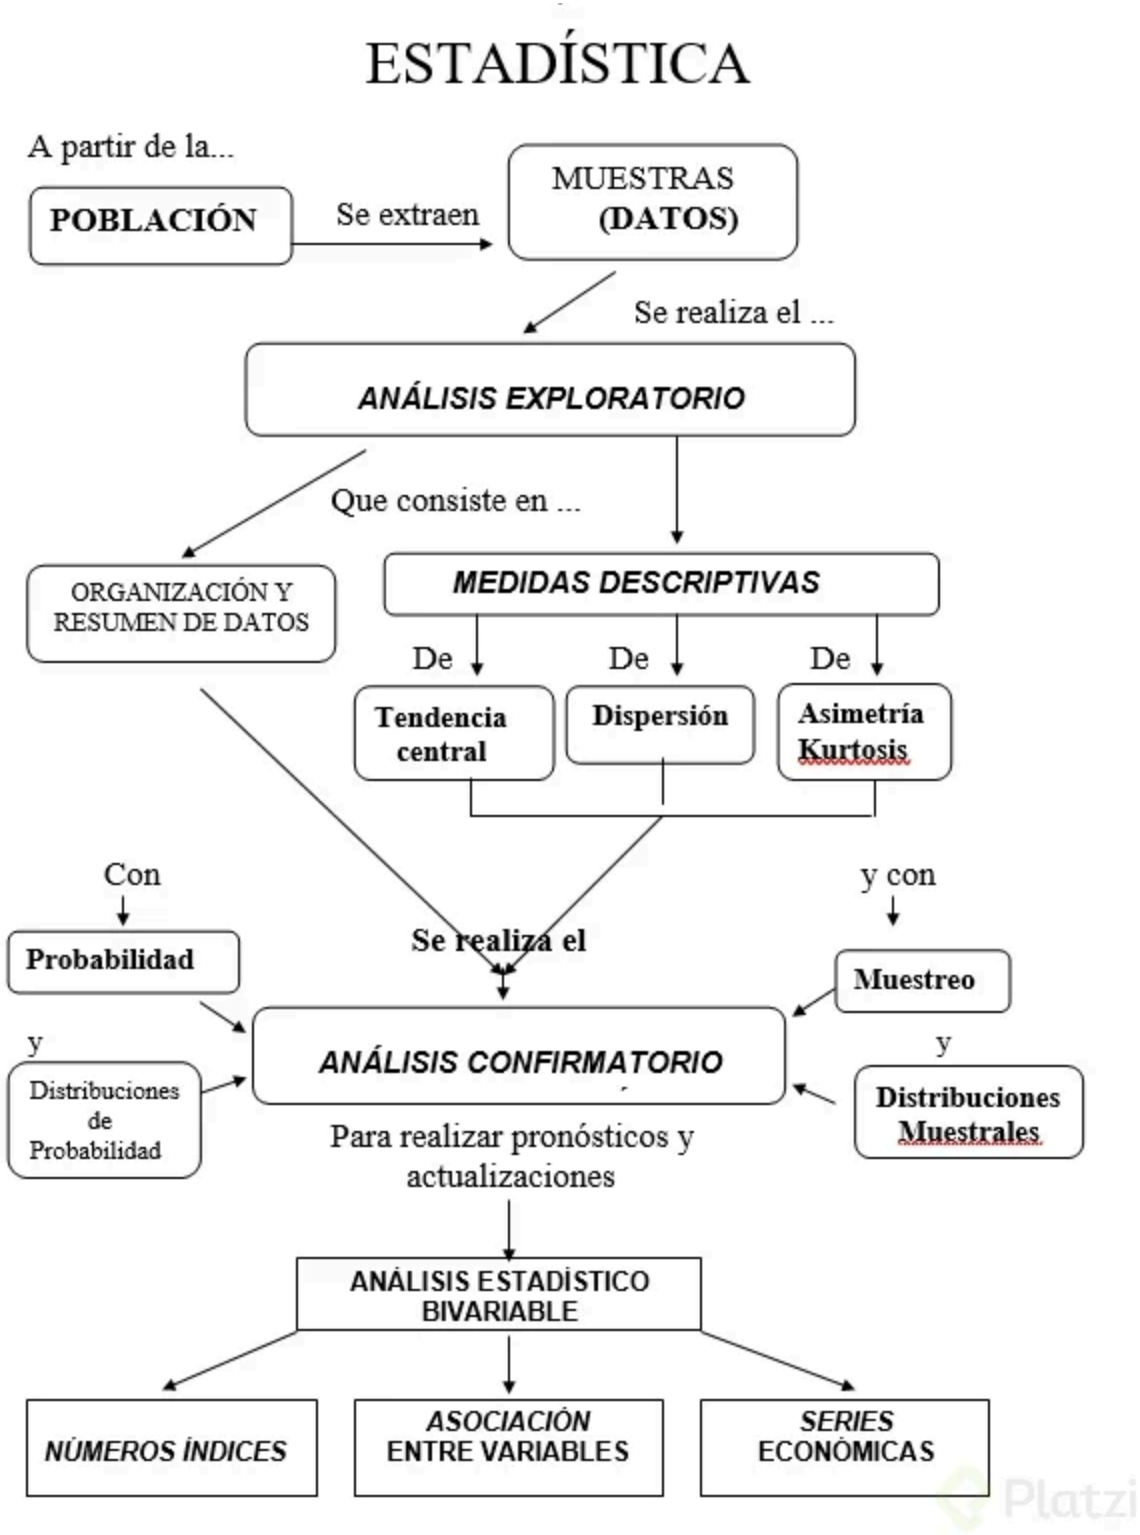 ESTADÍSTICA
A partir de la...
POBLACIÓN
Se extraen
MUESTRAS
(DATOS)
Se realiza el ...
ANÁLISIS EXPLORATORIO
Que consiste en ...
ORGANIZACIÓN Y
RESUMEN DE DATOS
MEDIDAS DESCRIPTIVAS
De
De
De
Tendencia
central
Dispersión
Asimetría
Kurtosis
Con
y con
Probabilidad
Se realiza el
Muestreo
y
y
ANÁLISIS CONFIRMATORIO
Distribuciones
de
Probabilidad
Distribuciones
Muestrales
Para realizar pronósticos y
actualizaciones
ANÁLISIS ESTADÍSTICO
BIVARIABLE
NÚMEROS ÍNDICES
ASOCIACIÓN
ENTRE VARIABLES
SERIES
ECONÓMICAS
Platzi